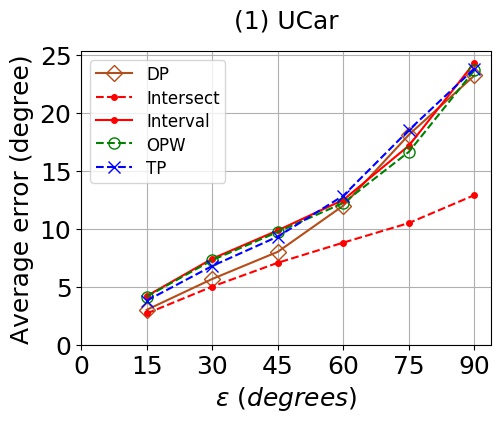 (1) UCar
Average error (degree)
25
20
15
10
5
0
DP
Intersect
Interval
OPW
TP
0 15 30 45 60 75 90
ε (degrees)